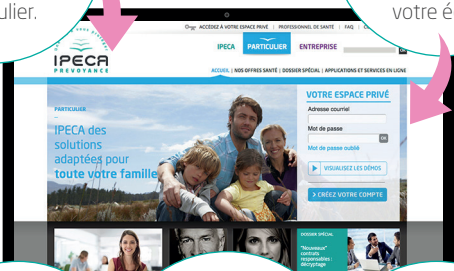 ulier.
votre é
ACCÉDEZ À VOTRE ESPACE PRIVÉ | PROFESSIONNEL DE SANTÉ | FAQ |
IPECA PARTICULIER ENTREPRISE
IPECA
PREVOYANCE
ACCUEIL | NOS OFFRES SANTÉ | DOSSIER SPÉCIAL | APPLICATIONS ET SERVICES EN LIGNE
PARTICULIER
IPECA des
solutions
adaptées pour
toute votre famille
VOTRE ESPACE PRIVÉ
Adresse courriel
Mot de passe
OK
Mot de passe oublié
VISUALISEZ LES DÉMOS
> CRÉEZ VOTRE COMPTE
DOSSIER SPÉCIAL
"Nouveaux"
contrats
responsables :
décryptage